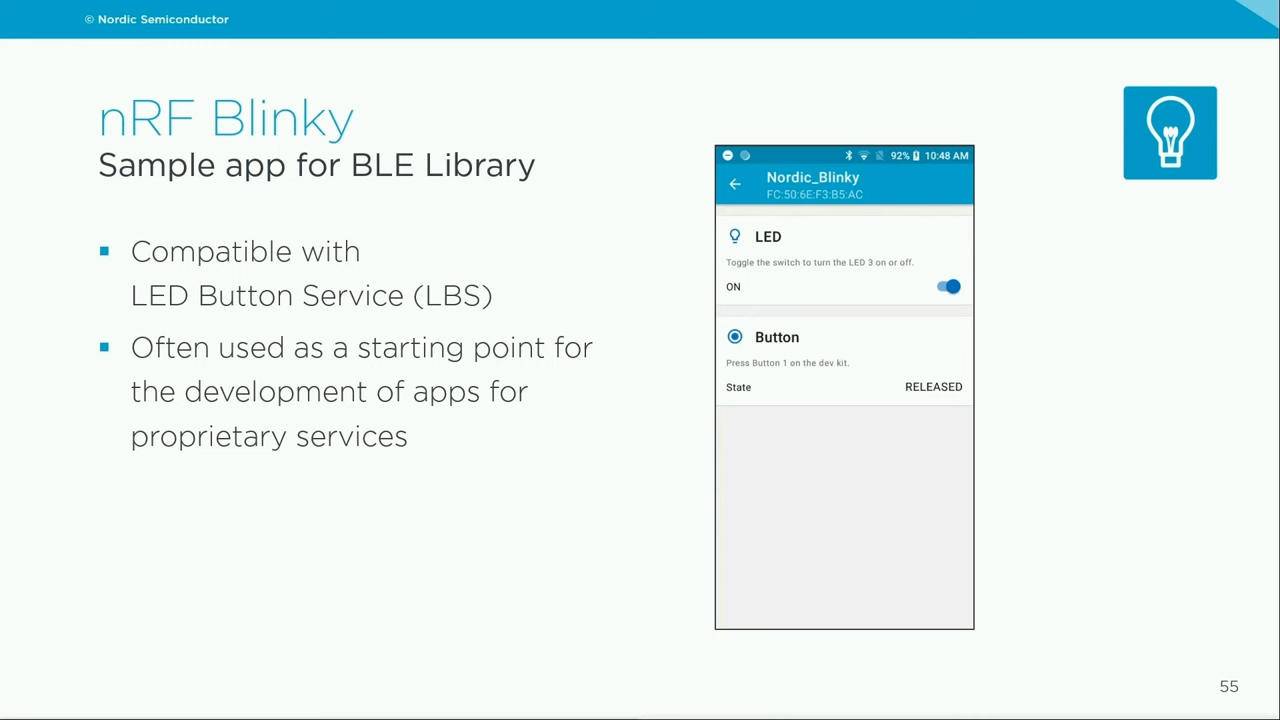 © Nordic Semiconductor
nRF Blinky
Sample app for BLE Library
Compatible with
LED Button Service (LBS)
Often used as a starting point for
the development of apps for
proprietary services
92% 10:48 AM
Nordic_Blinky
FC:50:6E:F3:B5:AC
LED
Toggle the switch to turn the LED 3 on or off.
ON
Button
Press Button 1 on the dev kit.
State RELEASED
55